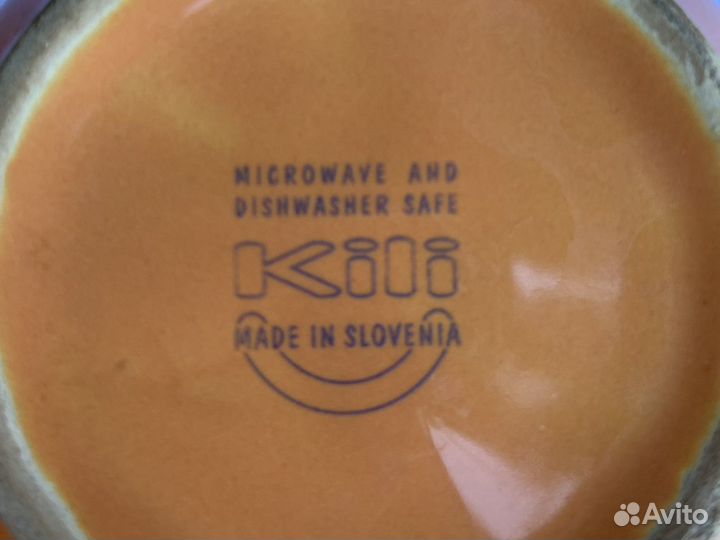 MICROWAVE AND
DISHWASHER SAFE
Kili
MADE IN SLOVENIA
Avito